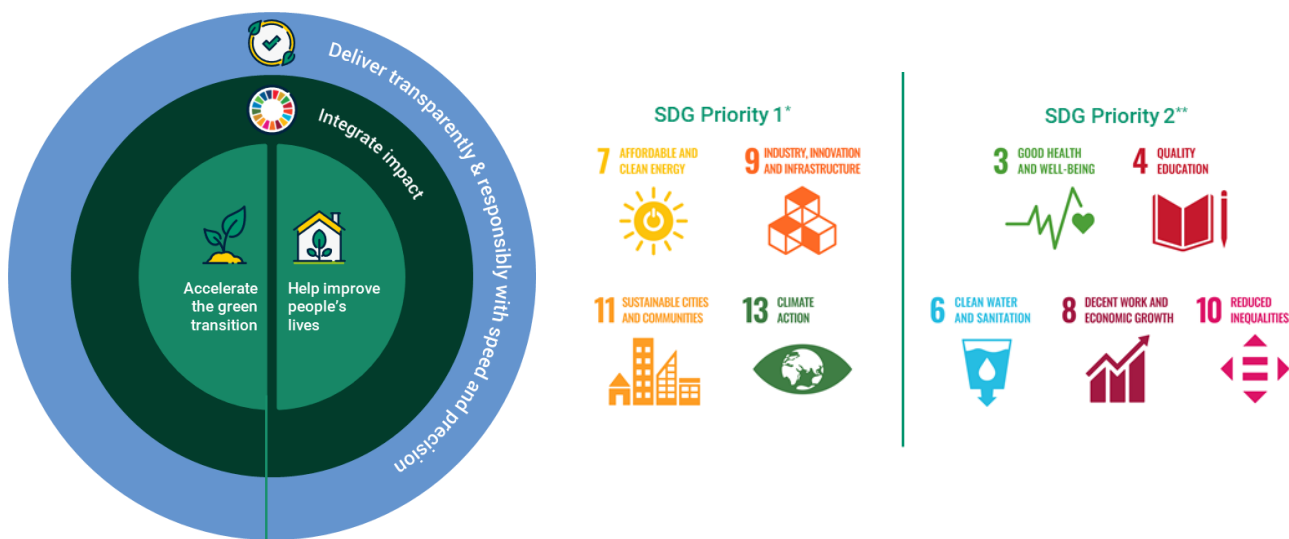 Deliver transparently & responsibly with speed and precision
Integrate impact
Accelerate
the green
transition
Help improve
people's
lives
SDG Priority 1*
7 AFFORDABLE AND
CLEAN ENERGY
9 INDUSTRY, INNOVATION
AND INFRASTRUCTURE
11 SUSTAINABLE CITIES
AND COMMUNITIES
13 CLIMATE
ACTION
SDG Priority 2**
3 GOOD HEALTH
AND WELL-BEING
4 QUALITY
EDUCATION
6 CLEAN WATER
AND SANITATION
8 DECENT WORK AND
ECONOMIC GROWTH
10 REDUCED
INEQUALITIES